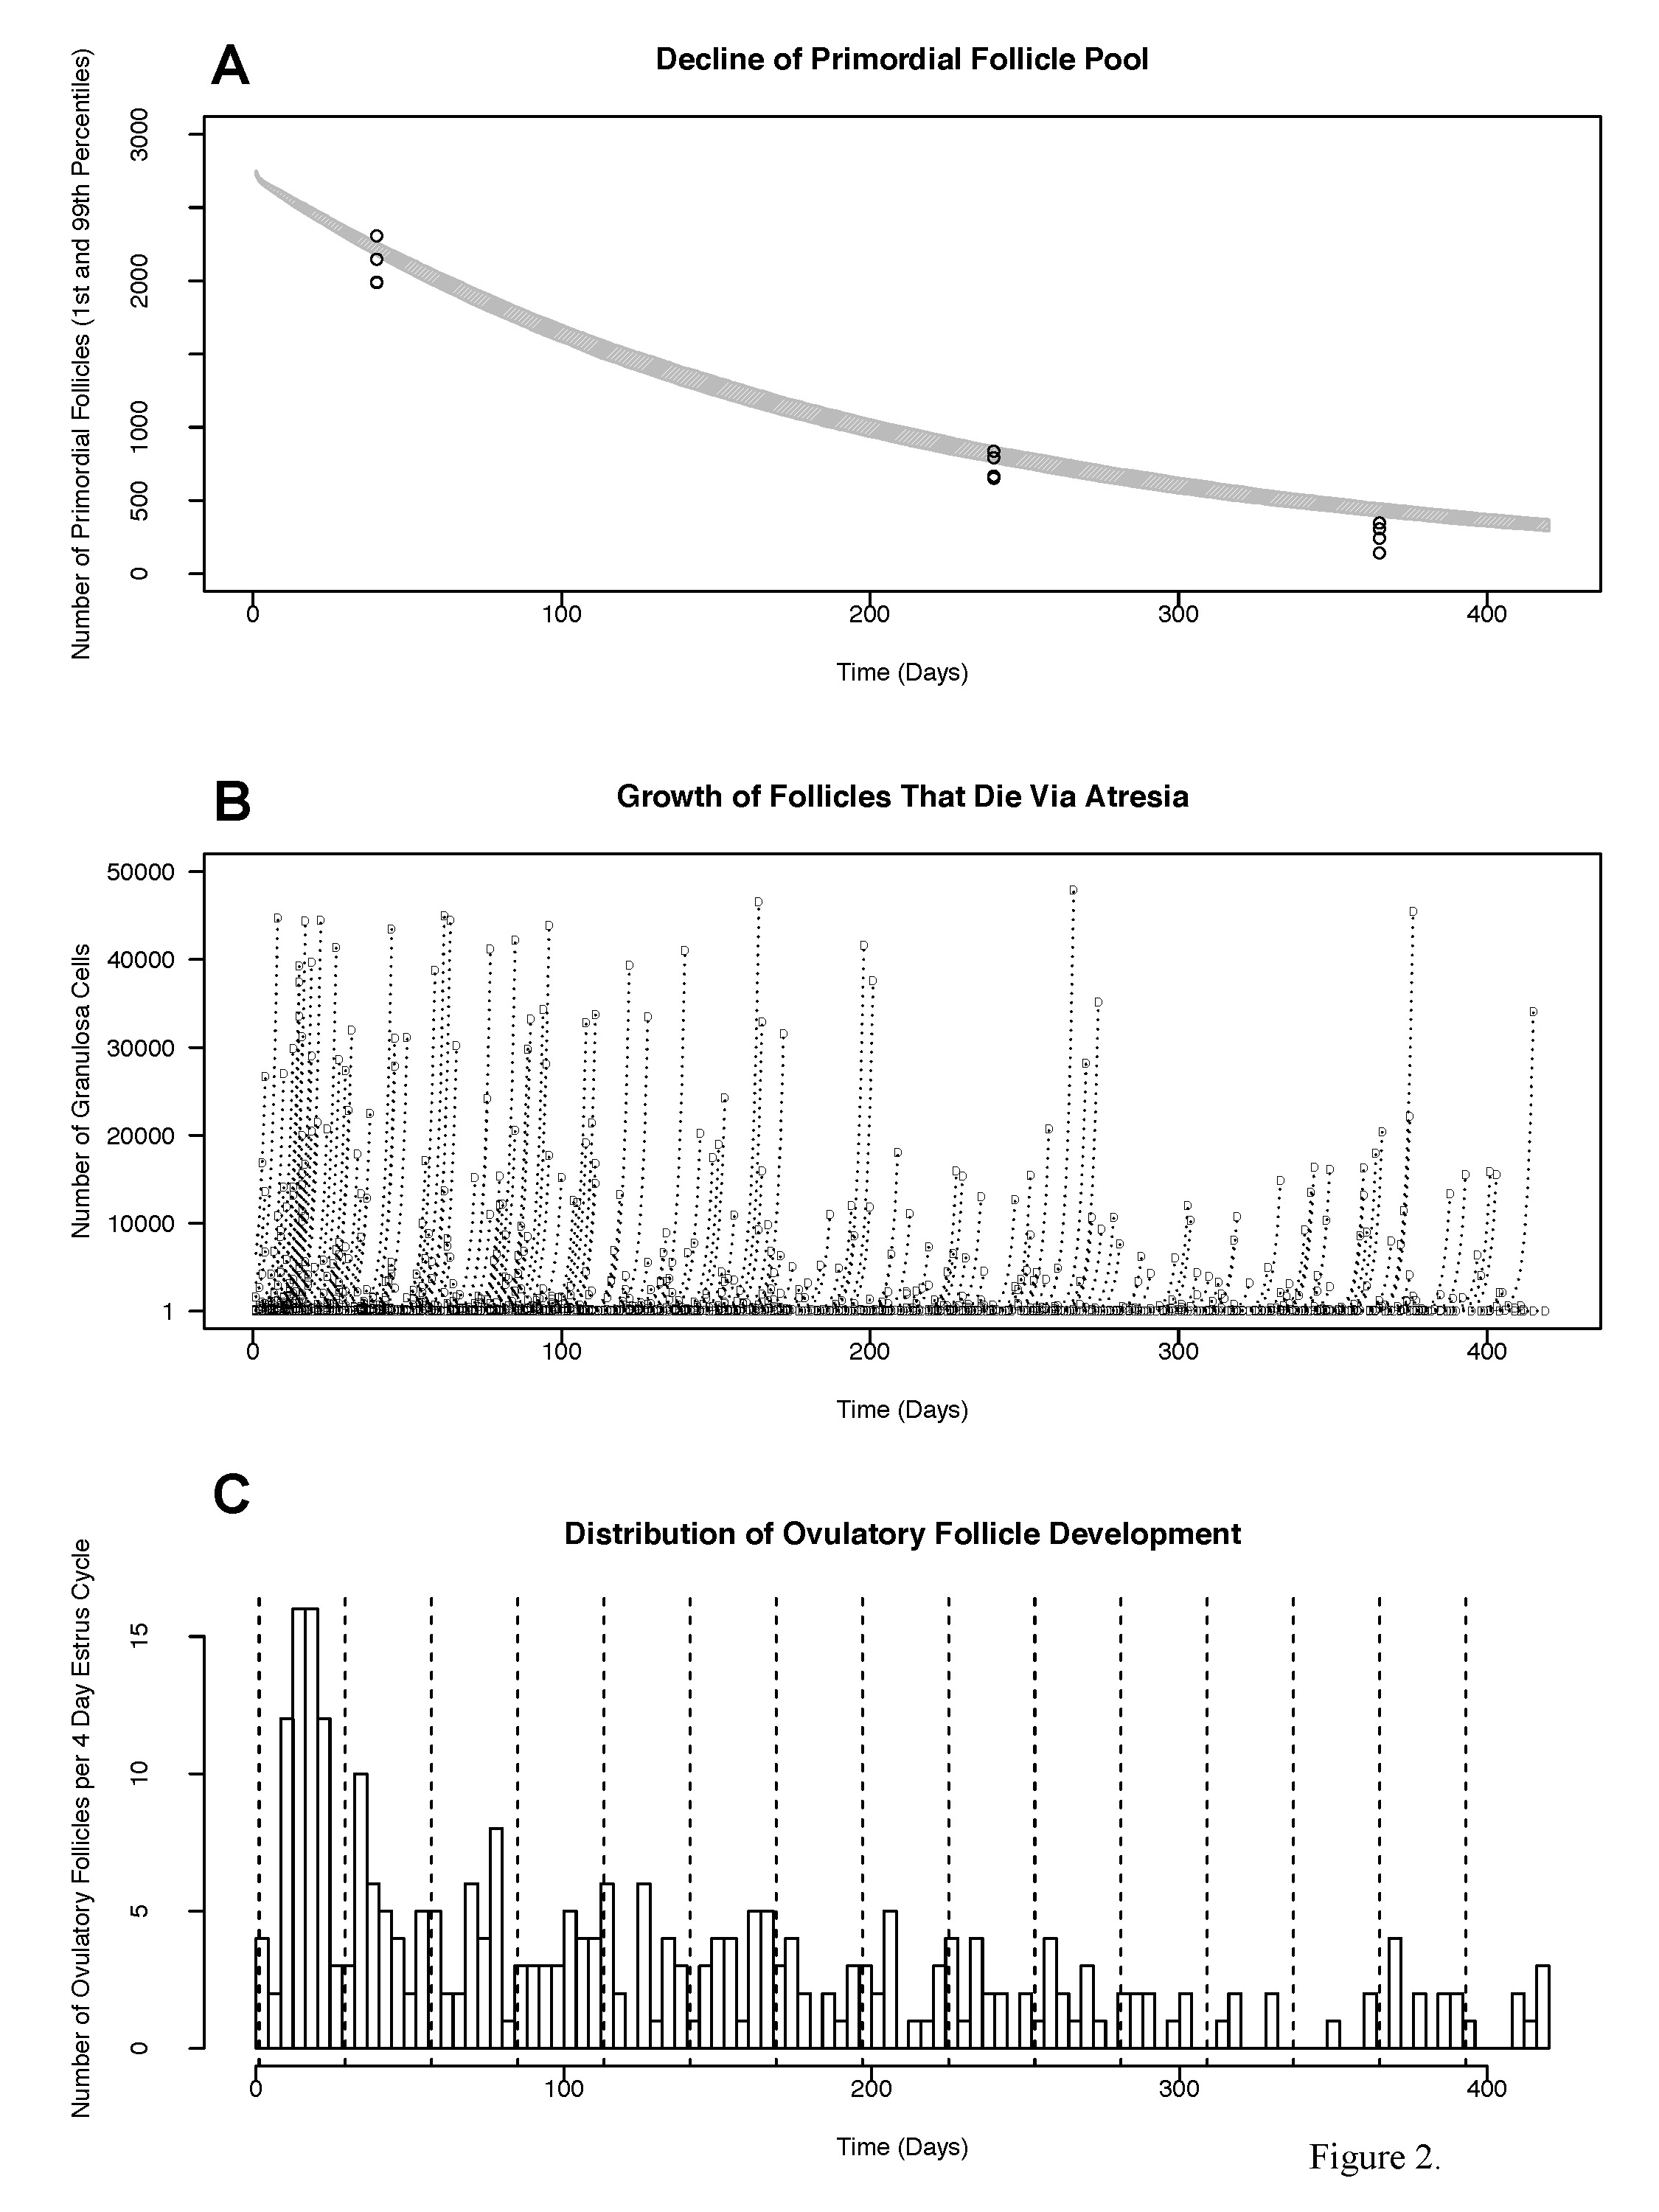 A
Decline of Primordial Follicle Pool
Number of Primordial Follicles (1st and 99th Percentiles)
3000
2000
1000
500
0
0 100 200 300 400
Time (Days)
B
Growth of Follicles That Die Via Atresia
Number of Granulosa Cells
50000
40000
30000
20000
10000
1
0 100 200 300 400
Time (Days)
C
Distribution of Ovulatory Follicle Development
Number of Ovulatory Follicles per 4 Day Estrus Cycle
15
10
5
0
0 100 200 300 400
Time (Days)
Figure 2.